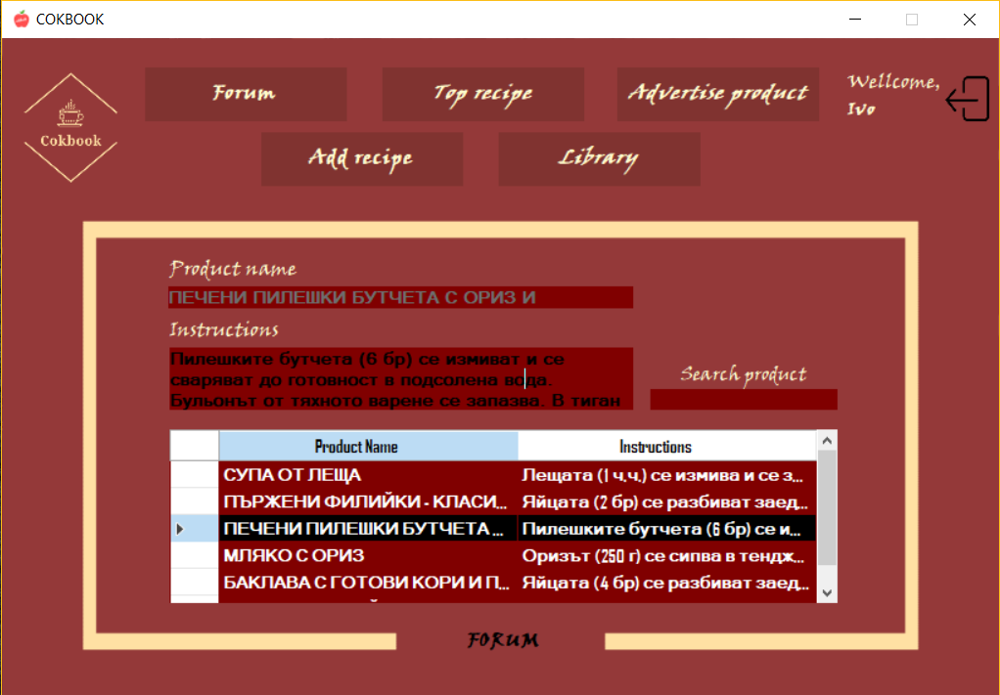 COKBOOK
Cokbook
Forum
Top recipe
Advertise product
Wellcome,
Ivo
Add recipe
Library
Product name
ПЕЧЕНИ ПИЛЕШКИ БУТЧЕТА С ОРИЗ И
Instructions
Пилешките бутчета (6 бр) се измиват и се
сваряват до готовност в подсолена вода.
Бульонът от тяхното варене се запазва. В тиган
Search product
Product Name Instructions
СУПА ОТ ЛЕЩА Лещата (1 ч.ч.) се измива и се з...
ПЪРЖЕНИ ФИЛИЙКИ - КЛАСИ... Яйцата (2 бр) се разбиват заед...
ПЕЧЕНИ ПИЛЕШКИ БУТЧЕТА ... Пилешките бутчета (6 бр) се и...
МЛЯКО С ОРИЗ Оризът (250 г) се сипва в тендж...
БАКЛАВА С ГОТОВИ КОРИ И П... Яйцата (4 бр) се разбиват заед...
FORUM